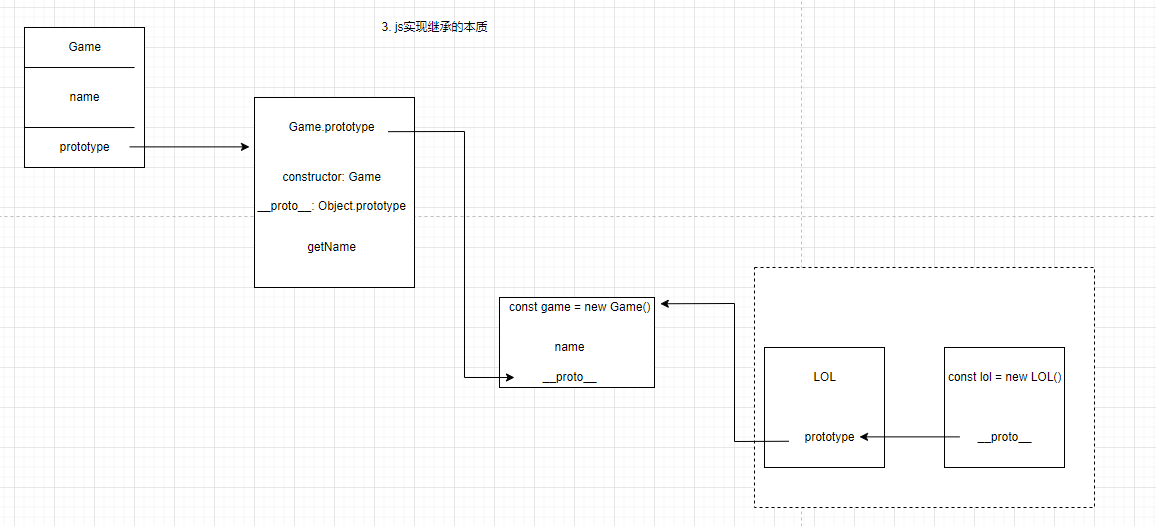 3. js实现继承的本质
Game
name
prototype
Game.prototype
constructor: Game
__proto__: Object.prototype
getName
const game = new Game()
name
__proto__
LOL
prototype
const lol = new LOL()
__proto__